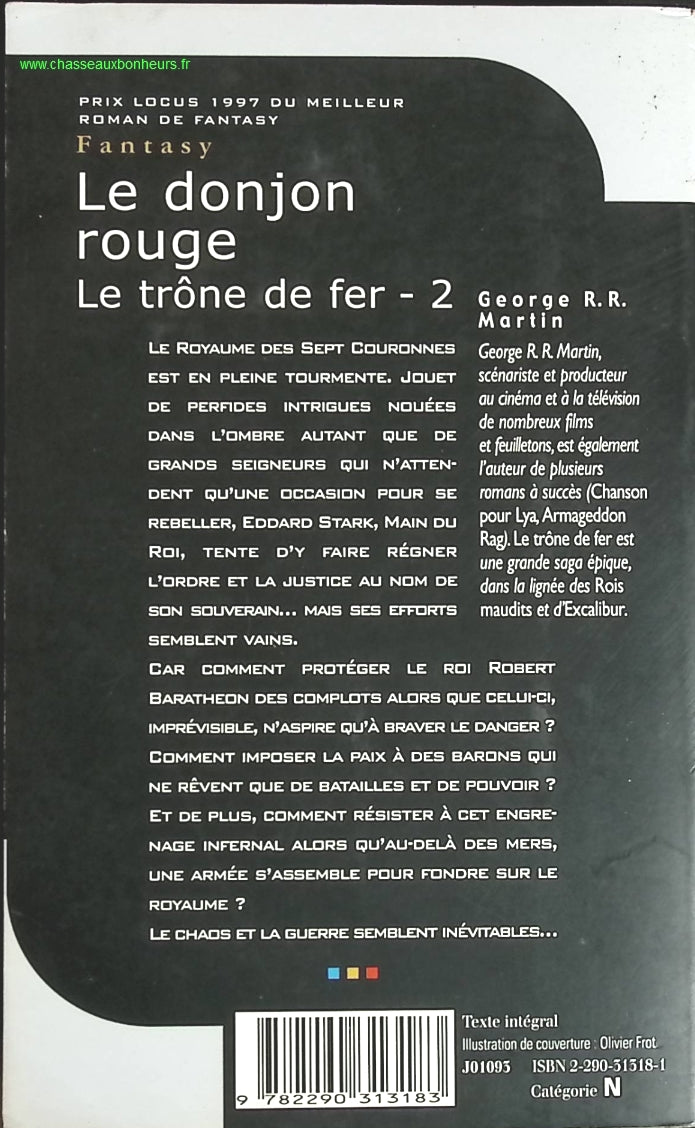 www.chasseauxbonheurs.fr
PRIX LOCUS 1997 DU MEILLEUR
ROMAN DE FANTASY
Fantasy
Le donjon
rouge
Le trône de fer - 2
George R. R.
Martin
LE ROYAUME DES SEPT COURONNES
EST EN PLEINE TOURMENTE. JOUET
DE PERFIDES INTRIGUES NOUÉES
DANS L'OMBRE AUTANT QUE DE
GRANDS SEIGNEURS QUI N'ATTEN-
DENT QU'UNE OCCASION POUR SE
REBELLER, EDDARD STARK, MAIN DU
ROI, TENTE D'Y FAIRE RÉGNER
L'ORDRE ET LA JUSTICE AU NOM DE
SON SOUVERAIN... MAIS SES EFFORTS
SEMBLENT VAINS.
CAR COMMENT PROTÉGER LE ROI ROBERT
BARATHEON DES COMPLOTS ALORS QUE CELUI-CI,
IMPRÉVISIBLE, N'ASPIRE QU'À BRAVER LE DANGER ?
COMMENT IMPOSER LA PAIX À DES BARONS QUI
NE RÊVENT QUE DE BATAILLES ET DE POUVOIR ?
ET DE PLUS, COMMENT RÉSISTER À CET ENGRE-
NAGE INFERNAL ALORS QU'AU-DELÀ DES MERS,
UNE ARMÉE S'ASSEMBLE POUR FONDRE SUR LE
ROYAUME ?
LE CHAOS ET LA GUERRE SEMBLENT INÉVITABLES...
George R. R. Martin,
scénariste et producteur
au cinéma et à la télévision
de nombreux films
et feuilletons, est également
l'auteur de plusieurs
romans à succès (Chanson
pour Lya, Armageddon
Rag). Le trône de fer est
une grande saga épique,
dans la lignée des Rois
maudits et d'Excalibur.
9 782290 313183
Texte intégral
Illustration de couverture : Olivier Frot
J01093 ISBN 2-290-31318-1
Catégorie N